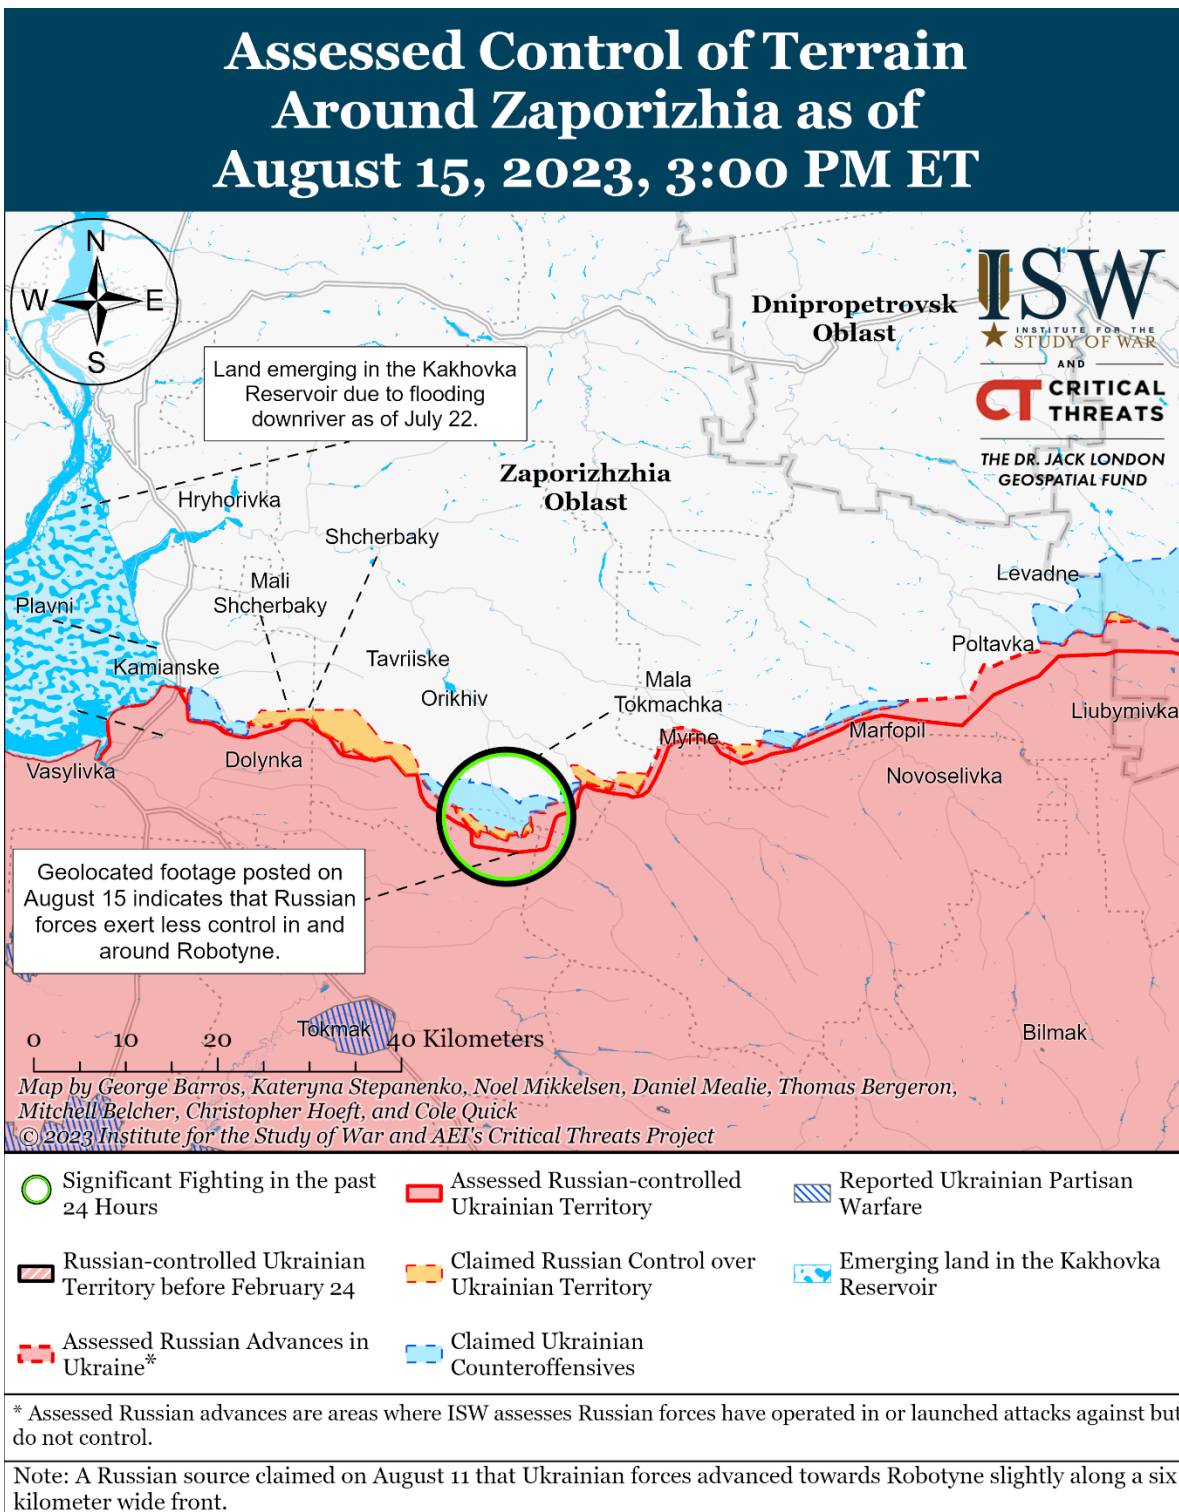 Assessed Control of Terrain
Around Zaporizhia as of
August 15, 2023, 3:00 PM ET
N
W E
S
Dnipropetrovsk
Oblast
ISW
INSTITUTE FOR THE
STUDY OF WAR
AND
CT CRITICAL
THREATS
THE DR. JACK LONDON
GEOSPATIAL FUND
Land emerging in the Kakhovka
Reservoir due to flooding
downriver as of July 22.
Zaporizhzhia
Oblast
Hryhorivka
Shcherbaky
Mali
Shcherbaky
Levadne
Plavni
Kamianske
Tavriiske
Orikhiv
Mala
Tokmachka
Poltavka
Myrne
Marfopil
Liubymivka
Vasylivka
Dolynka
Novoselivka
Geolocated footage posted on
August 15 indicates that Russian
forces exert less control in and
around Robotyne.
Tokmak
Bilmak
0 10 20 40 Kilometers
Map by George Barros, Kateryna Stepanenko, Noel Mikkelsen, Daniel Mealie, Thomas Bergeron,
Mitchell Belcher, Christopher Hoeft, and Cole Quick
© 2023 Institute for the Study of War and AEI's Critical Threats Project
Significant Fighting in the past
24 Hours
Assessed Russian-controlled
Ukrainian Territory
Reported Ukrainian Partisan
Warfare
Russian-controlled Ukrainian
Territory before February 24
Claimed Russian Control over
Ukrainian Territory
Emerging land in the Kakhovka
Reservoir
Assessed Russian Advances in
Ukraine*
Claimed Ukrainian
Counteroffensives
* Assessed Russian advances are areas where ISW assesses Russian forces have operated in or launched attacks against but
do not control.
Note: A Russian source claimed on August 11 that Ukrainian forces advanced towards Robotyne slightly along a six
kilometer wide front.